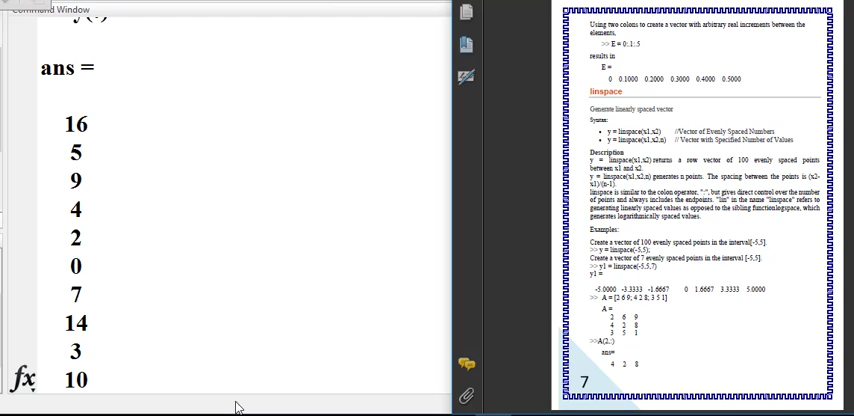 Command Window
y(:)
ans =
16
5
9
4
2
0
7
14
3
10
fx
Using two colons to create a vector with arbitrary real increments between the
elements,
>> E = 0:.1:.5
results in
E =
0 0.1000 0.2000 0.3000 0.4000 0.5000
linspace
Generate linearly spaced vector
Syntax:
• y = linspace(x1,x2) //Vector of Evenly Spaced Numbers
• y = linspace(x1,x2,n) // Vector with Specified Number of Values
Description
y = linspace(x1,x2) returns a row vector of 100 evenly spaced points
between x1 and x2.
y = linspace(x1,x2,n) generates n points. The spacing between the points is (x2-
x1)/(n-1).
linspace is similar to the colon operator, ":", but gives direct control over the number
of points and always includes the endpoints. "lin" in the name "linspace" refers to
generating linearly spaced values as opposed to the sibling functionlogspace, which
generates logarithmically spaced values.
Examples:
Create a vector of 100 evenly spaced points in the interval[-5,5].
>> y = linspace(-5,5);
Create a vector of 7 evenly spaced points in the interval [-5,5].
>> y1 = linspace(-5,5,7)
y1 =
-5.0000 -3.3333 -1.6667 0 1.6667 3.3333 5.0000
>> A = [2 6 9; 4 2 8; 3 5 1]
A =
2 6 9
4 2 8
3 5 1
>>A(2,:)
ans=
4 2 8
7